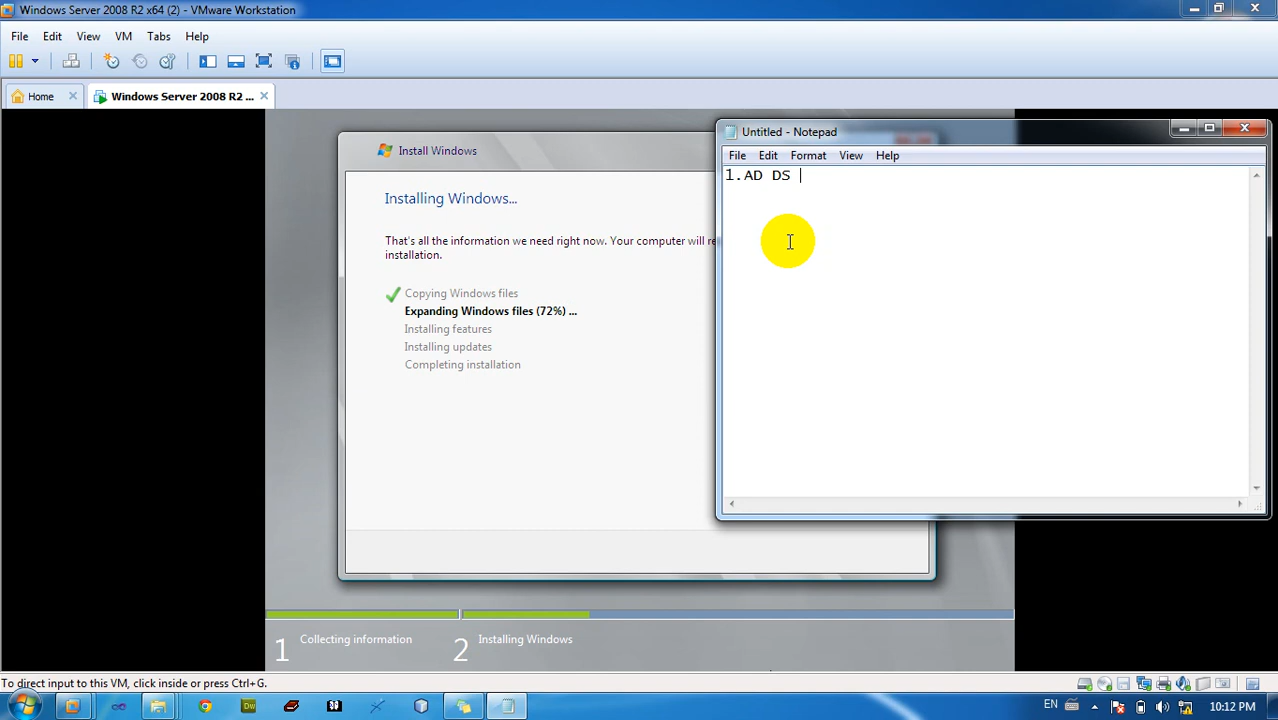 Windows Server 2008 R2 x64 (2) - VMware Workstation
File Edit View VM Tabs Help
Home
Windows Server 2008 R2 ...
Install Windows
Installing Windows...
That's all the information we need right now. Your computer will re
installation.
Copying Windows files
Expanding Windows files (72%) ...
Installing features
Installing updates
Completing installation
Untitled - Notepad
File Edit Format View Help
1.AD DS
1 Collecting information
2 Installing Windows
To direct input to this VM, click inside or press Ctrl+G.
Dw
EN
10:12 PM